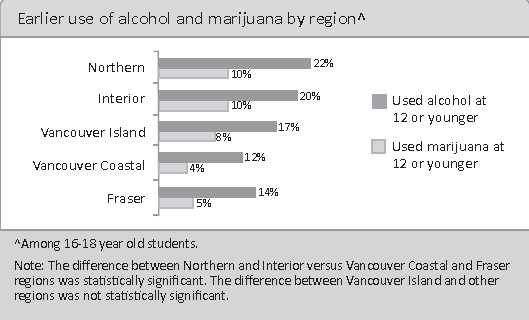 Earlier use of alcohol and marijuana by region^
Northern
22%
10%
Interior
20%
10%
Vancouver Island
17%
8%
Vancouver Coastal
12%
4%
Fraser
14%
5%
Used alcohol at
12 or younger
Used marijuana at
12 or younger
^Among 16-18 year old students.
Note: The difference between Northern and Interior versus Vancouver Coastal and Fraser
regions was statistically significant. The difference between Vancouver Island and other
regions was not statistically significant.